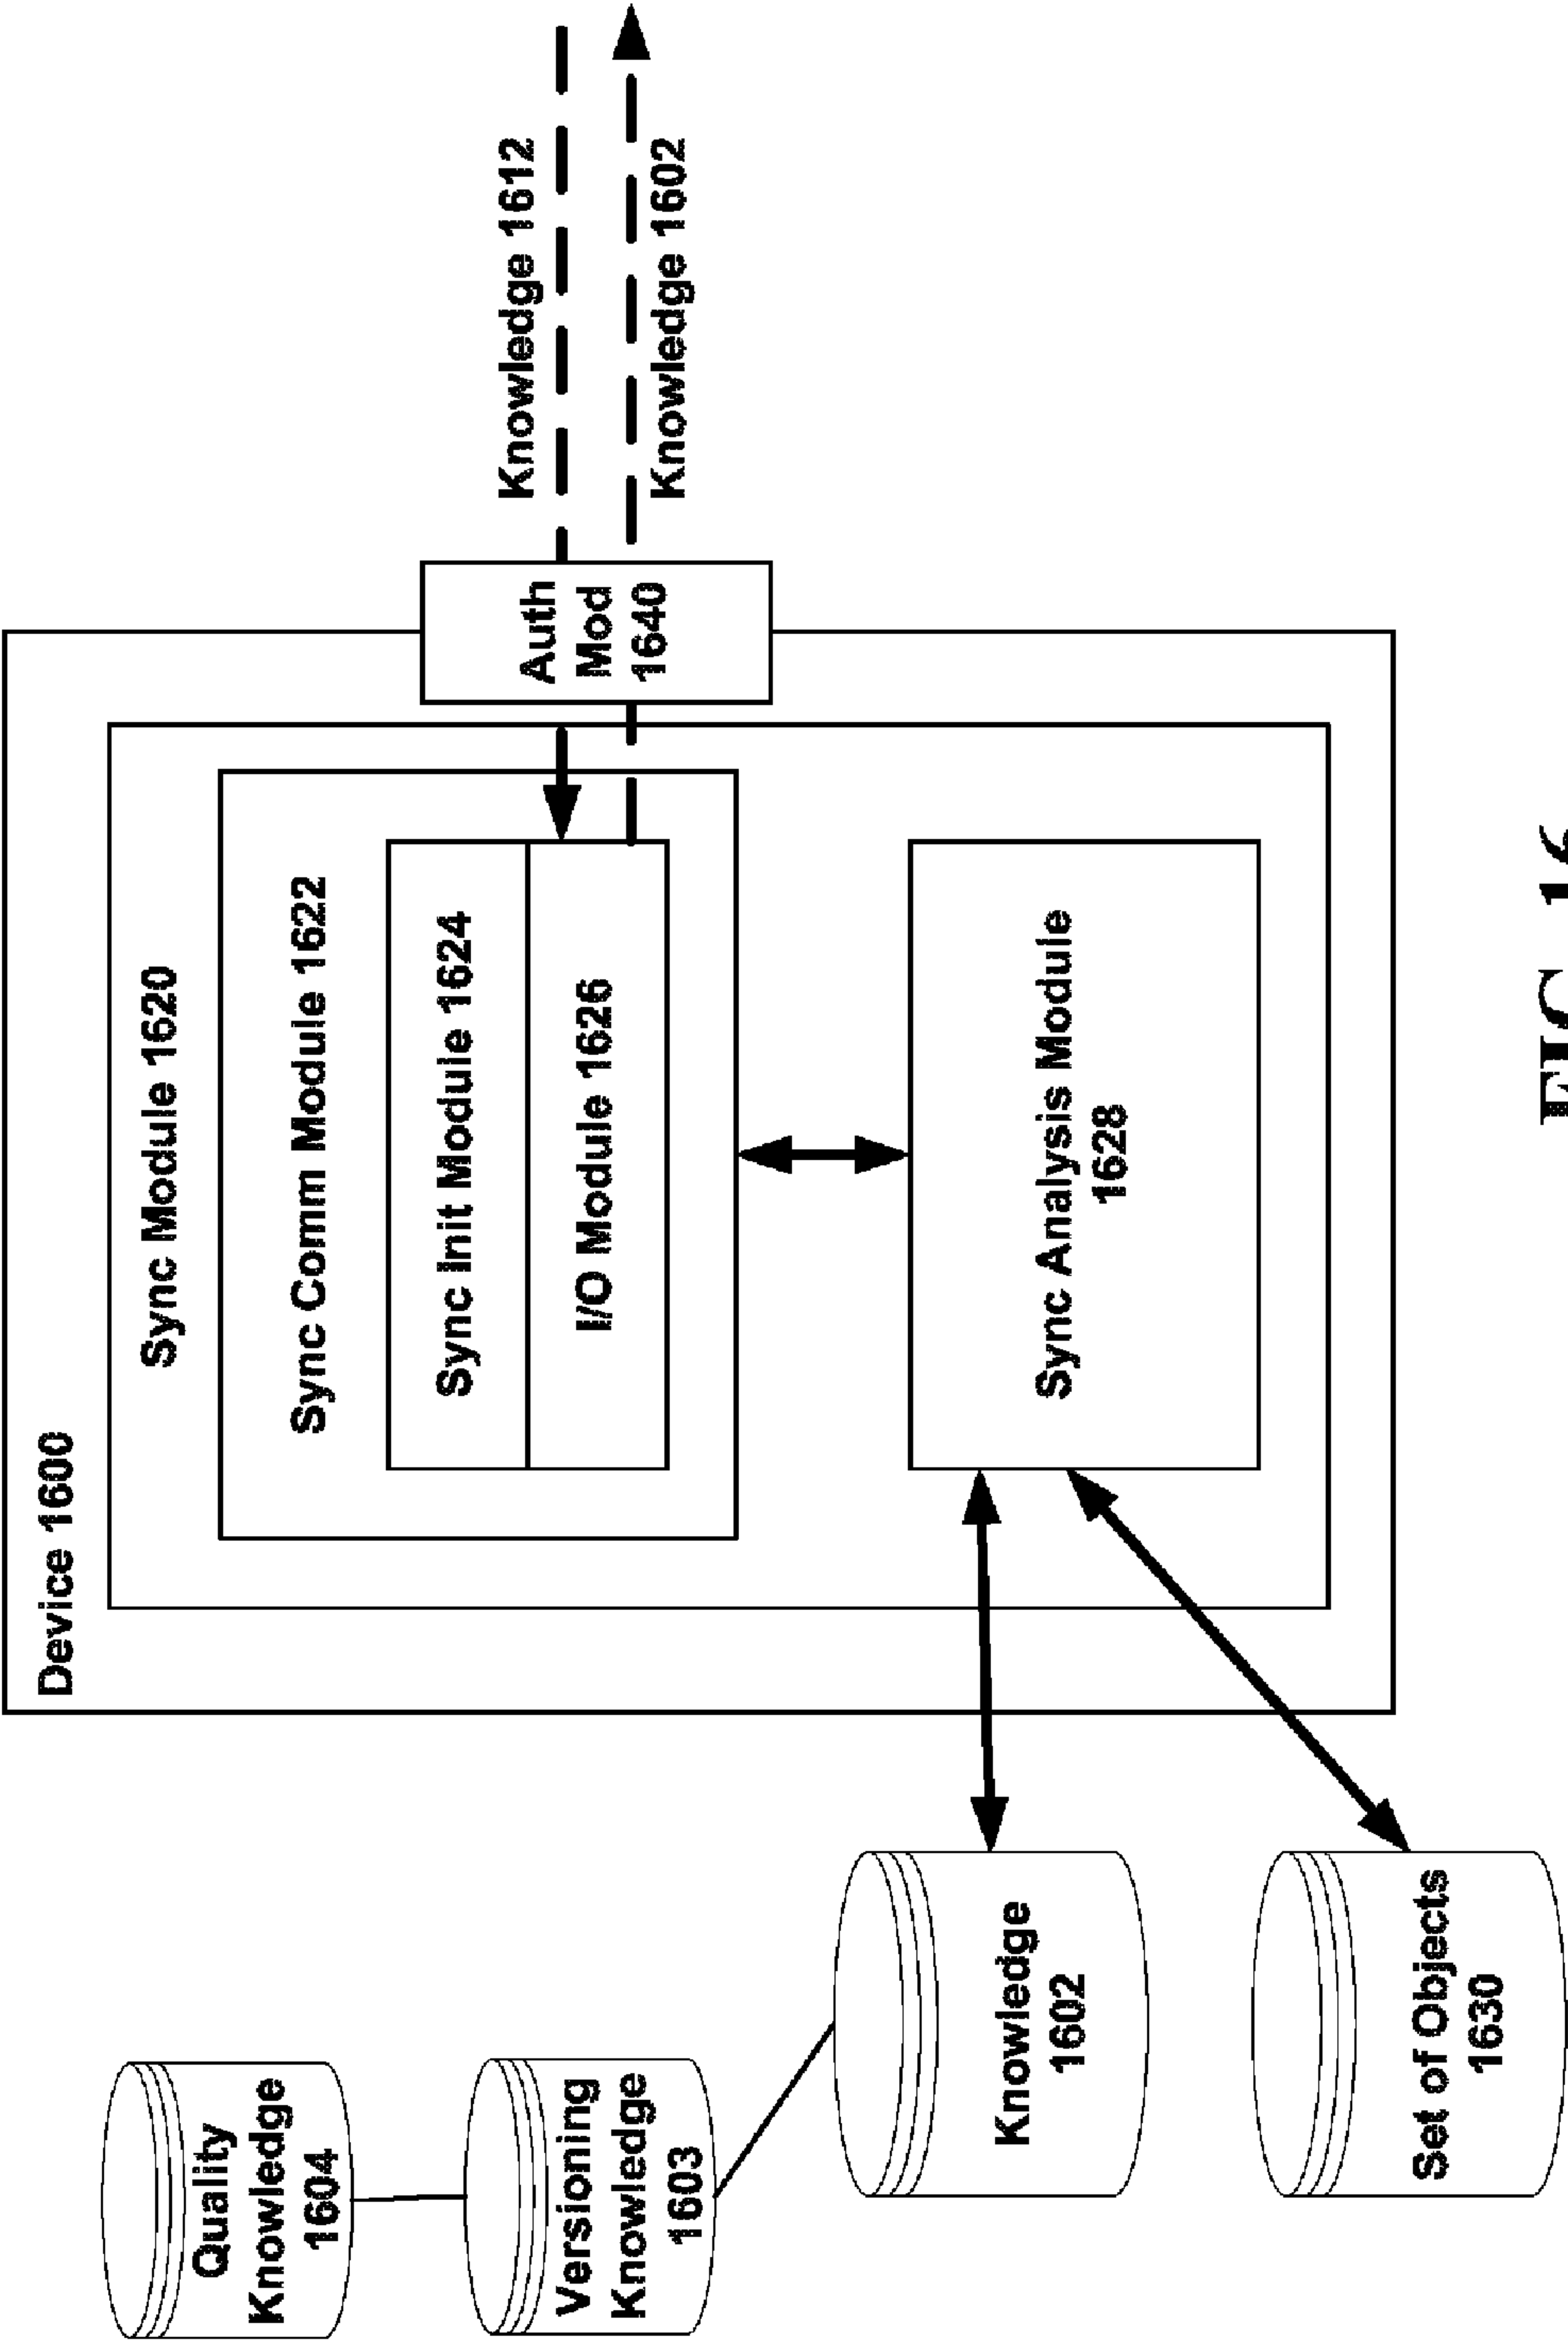 Device 1600
Sync Module 1620
Sync Comm Module 1622
Sync Init Module 1624
I/O Module 1626
Sync Analysis Module
1628
Auth
Mod
1640
Knowledge 1612
Knowledge 1602
Quality
Knowledge
1604
Versioning
Knowledge
1603
Knowledge
1602
Set of Objects
1630
FIG. 16